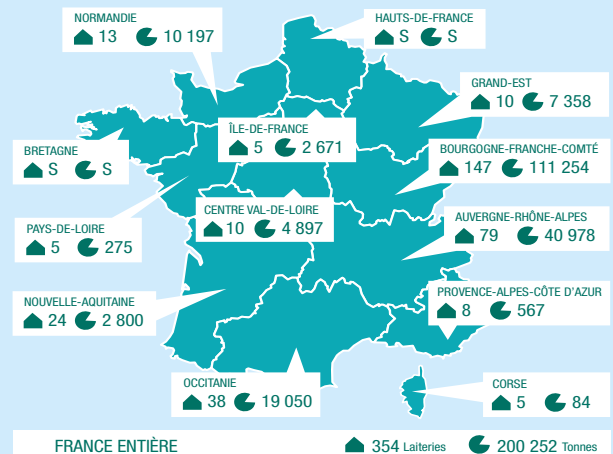 NORMANDIE
13 10 197
HAUTS-DE-FRANCE
S S
GRAND-EST
10 7 358
BRETAGNE
S S
ÎLE-DE-FRANCE
5 2 671
BOURGOGNE-FRANCHE-COMTÉ
147 111 254
CENTRE VAL-DE-LOIRE
10 4 897
AUVERGNE-RHÔNE-ALPES
79 40 978
PAYS-DE-LOIRE
5 275
NOUVELLE-AQUITAINE
24 2 800
PROVENCE-ALPES-CÔTE D'AZUR
8 567
OCCITANIE
38 19 050
CORSE
5 84
FRANCE ENTIÈRE 354 Laiteries 200 252 Tonnes